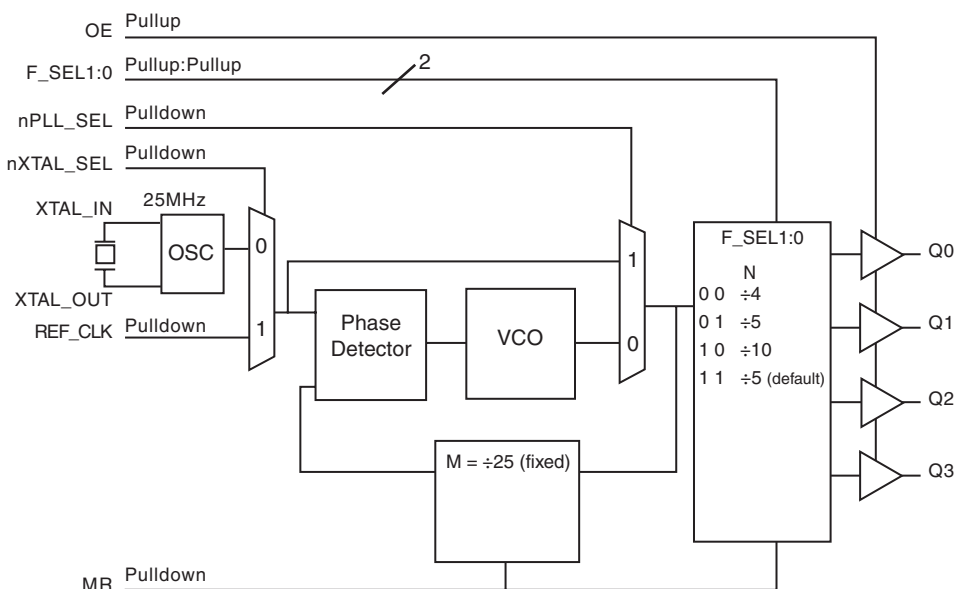 OE Pullup
F_SEL1:0 Pullup:Pullup 2
nPLL_SEL Pulldown
nXTAL_SEL Pulldown
XTAL_IN 25MHz
OSC
XTAL_OUT
REF_CLK Pulldown
0
1
Phase
Detector
VCO
1
0
M = ÷25 (fixed)
F_SEL1:0
N
0 0 ÷4
0 1 ÷5
1 0 ÷10
1 1 ÷5 (default)
Q0
Q1
Q2
Q3
MR Pulldown